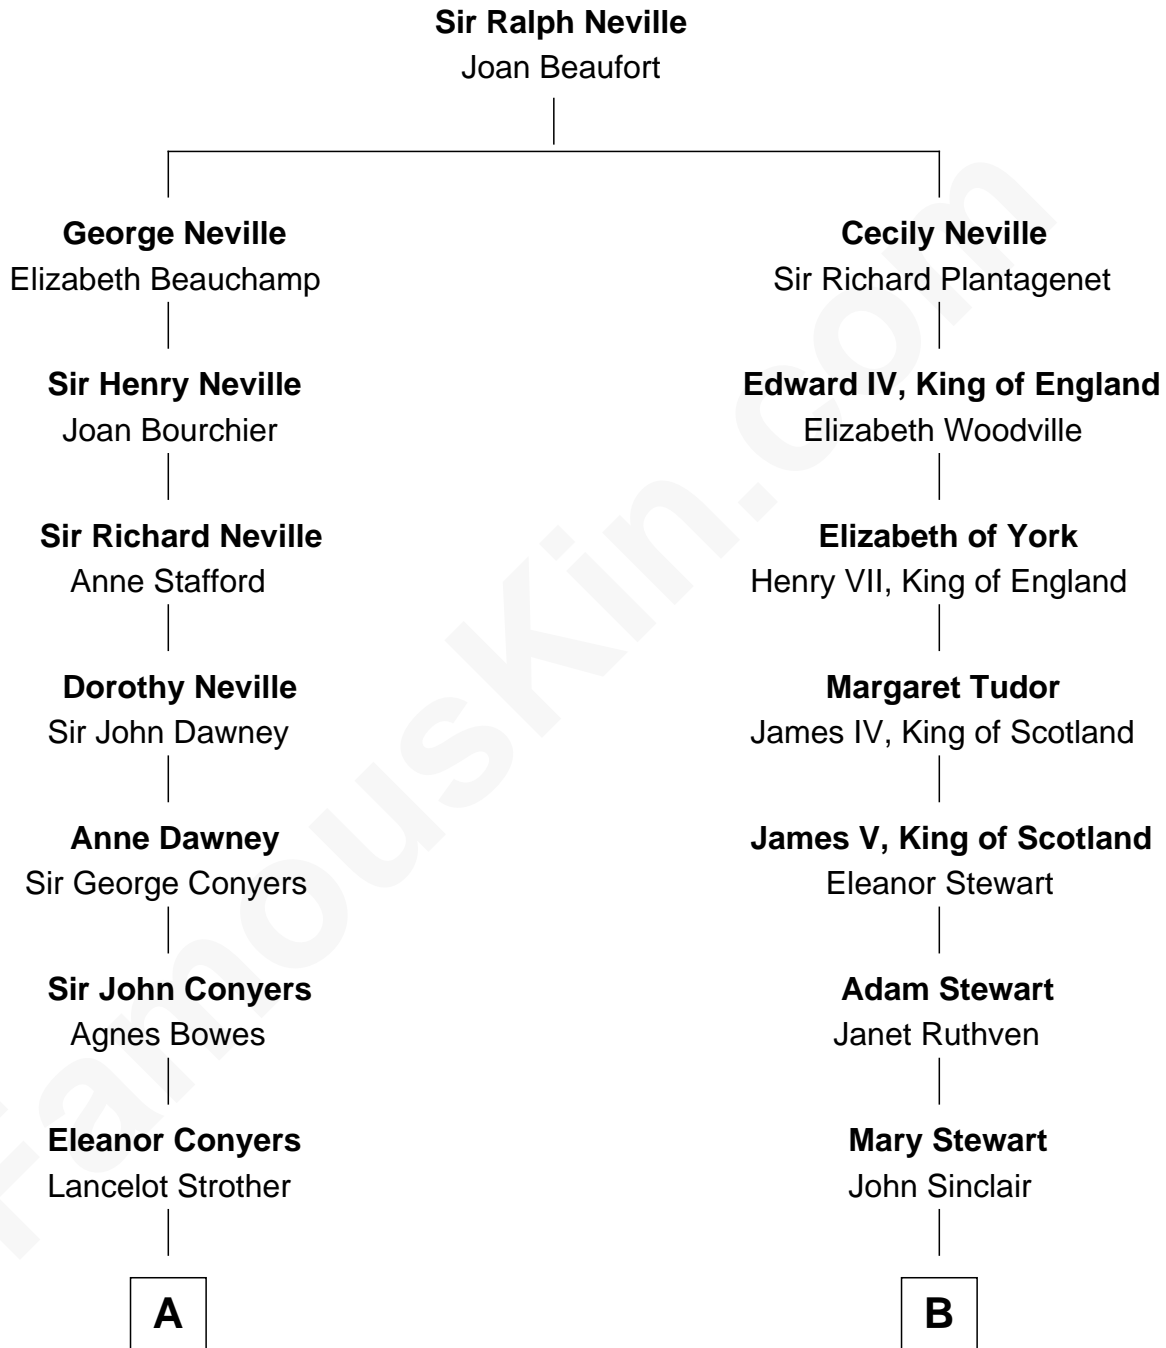 Sir Ralph Neville
Joan Beaufort
George Neville
Elizabeth Beauchamp
Cecily Neville
Sir Richard Plantagenet
Sir Henry Neville
Joan Bourchier
Edward IV, King of England
Elizabeth Woodville
Sir Richard Neville
Anne Stafford
Elizabeth of York
Henry VII, King of England
Dorothy Neville
Sir John Dawney
Margaret Tudor
James IV, King of Scotland
Anne Dawney
Sir George Conyers
James V, King of Scotland
Eleanor Stewart
Sir John Conyers
Agnes Bowes
Adam Stewart
Janet Ruthven
Eleanor Conyers
Lancelot Strother
Mary Stewart
John Sinclair
A
B
FamousKin.com